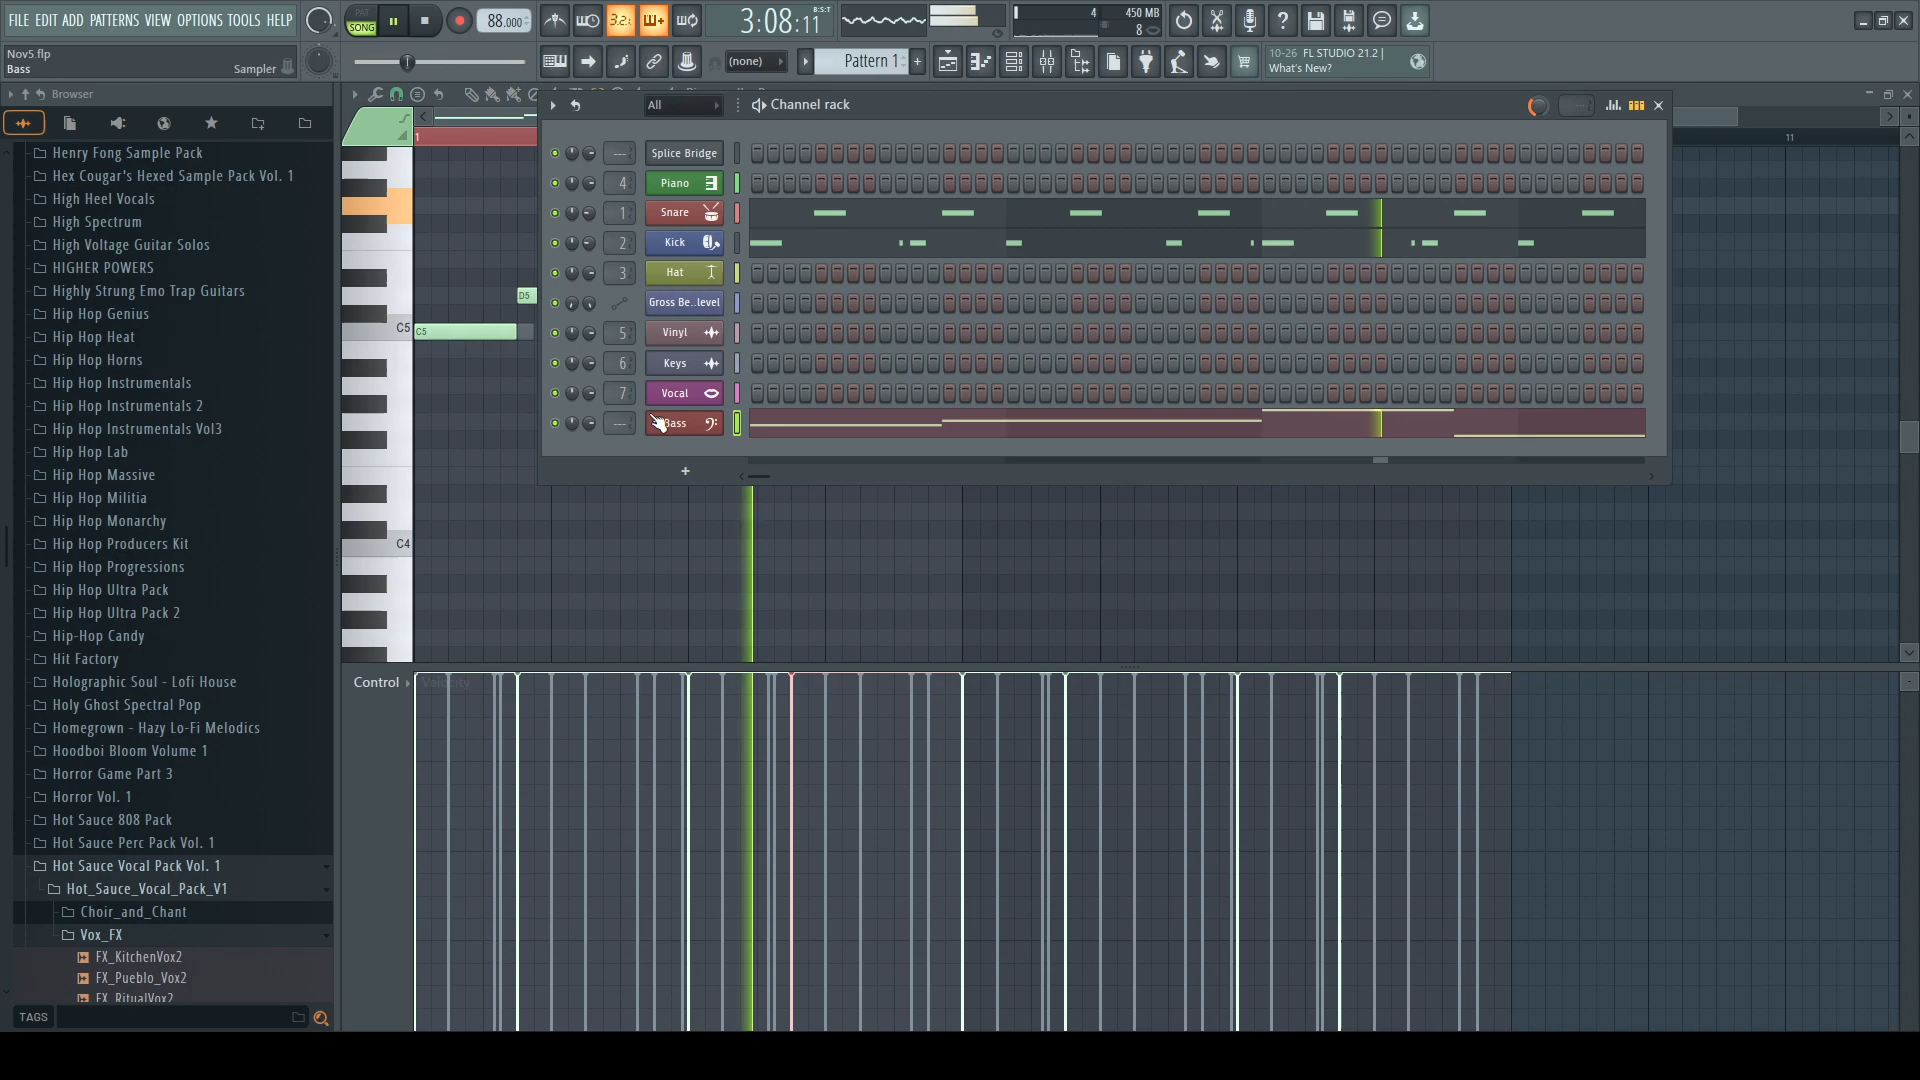 FILE EDIT ADD PATTERNS VIEW OPTIONS TOOLS HELP
PAT
SONG
88.000
3.2.
3:08:11
B:S:T
4
450 MB
8
Nov5.flp
Bass
Sampler
(none)
Pattern 1
+
10-26 FL STUDIO 21.2 |
What's New?
Browser
All
Channel rack
1
11
Henry Fong Sample Pack
Hex Cougar's Hexed Sample Pack Vol. 1
High Heel Vocals
High Spectrum
High Voltage Guitar Solos
HIGHER POWERS
Highly Strung Emo Trap Guitars
Hip Hop Genius
Hip Hop Heat
Hip Hop Horns
Hip Hop Instrumentals
Hip Hop Instrumentals 2
Hip Hop Instrumentals Vol3
Hip Hop Lab
Hip Hop Massive
Hip Hop Militia
Hip Hop Monarchy
Hip Hop Producers Kit
Hip Hop Progressions
Hip Hop Ultra Pack
Hip Hop Ultra Pack 2
Hip-Hop Candy
Hit Factory
Holographic Soul - Lofi House
Holy Ghost Spectral Pop
Homegrown - Hazy Lo-Fi Melodics
Hoodboi Bloom Volume 1
Horror Game Part 3
Horror Vol. 1
Hot Sauce 808 Pack
Hot Sauce Perc Pack Vol. 1
Hot Sauce Vocal Pack Vol. 1
Hot_Sauce_Vocal_Pack_V1
Choir_and_Chant
Vox_FX
FX_KitchenVox2
FX_Pueblo_Vox2
FX_RitualVox2
TAGS
--- Splice Bridge
4 Piano
1 Snare
2 Kick
3 Hat
Gross Be..level
5 Vinyl
6 Keys
7 Vocal
--- Bass
+
D5
C5
C5
C4
Control
Velocity